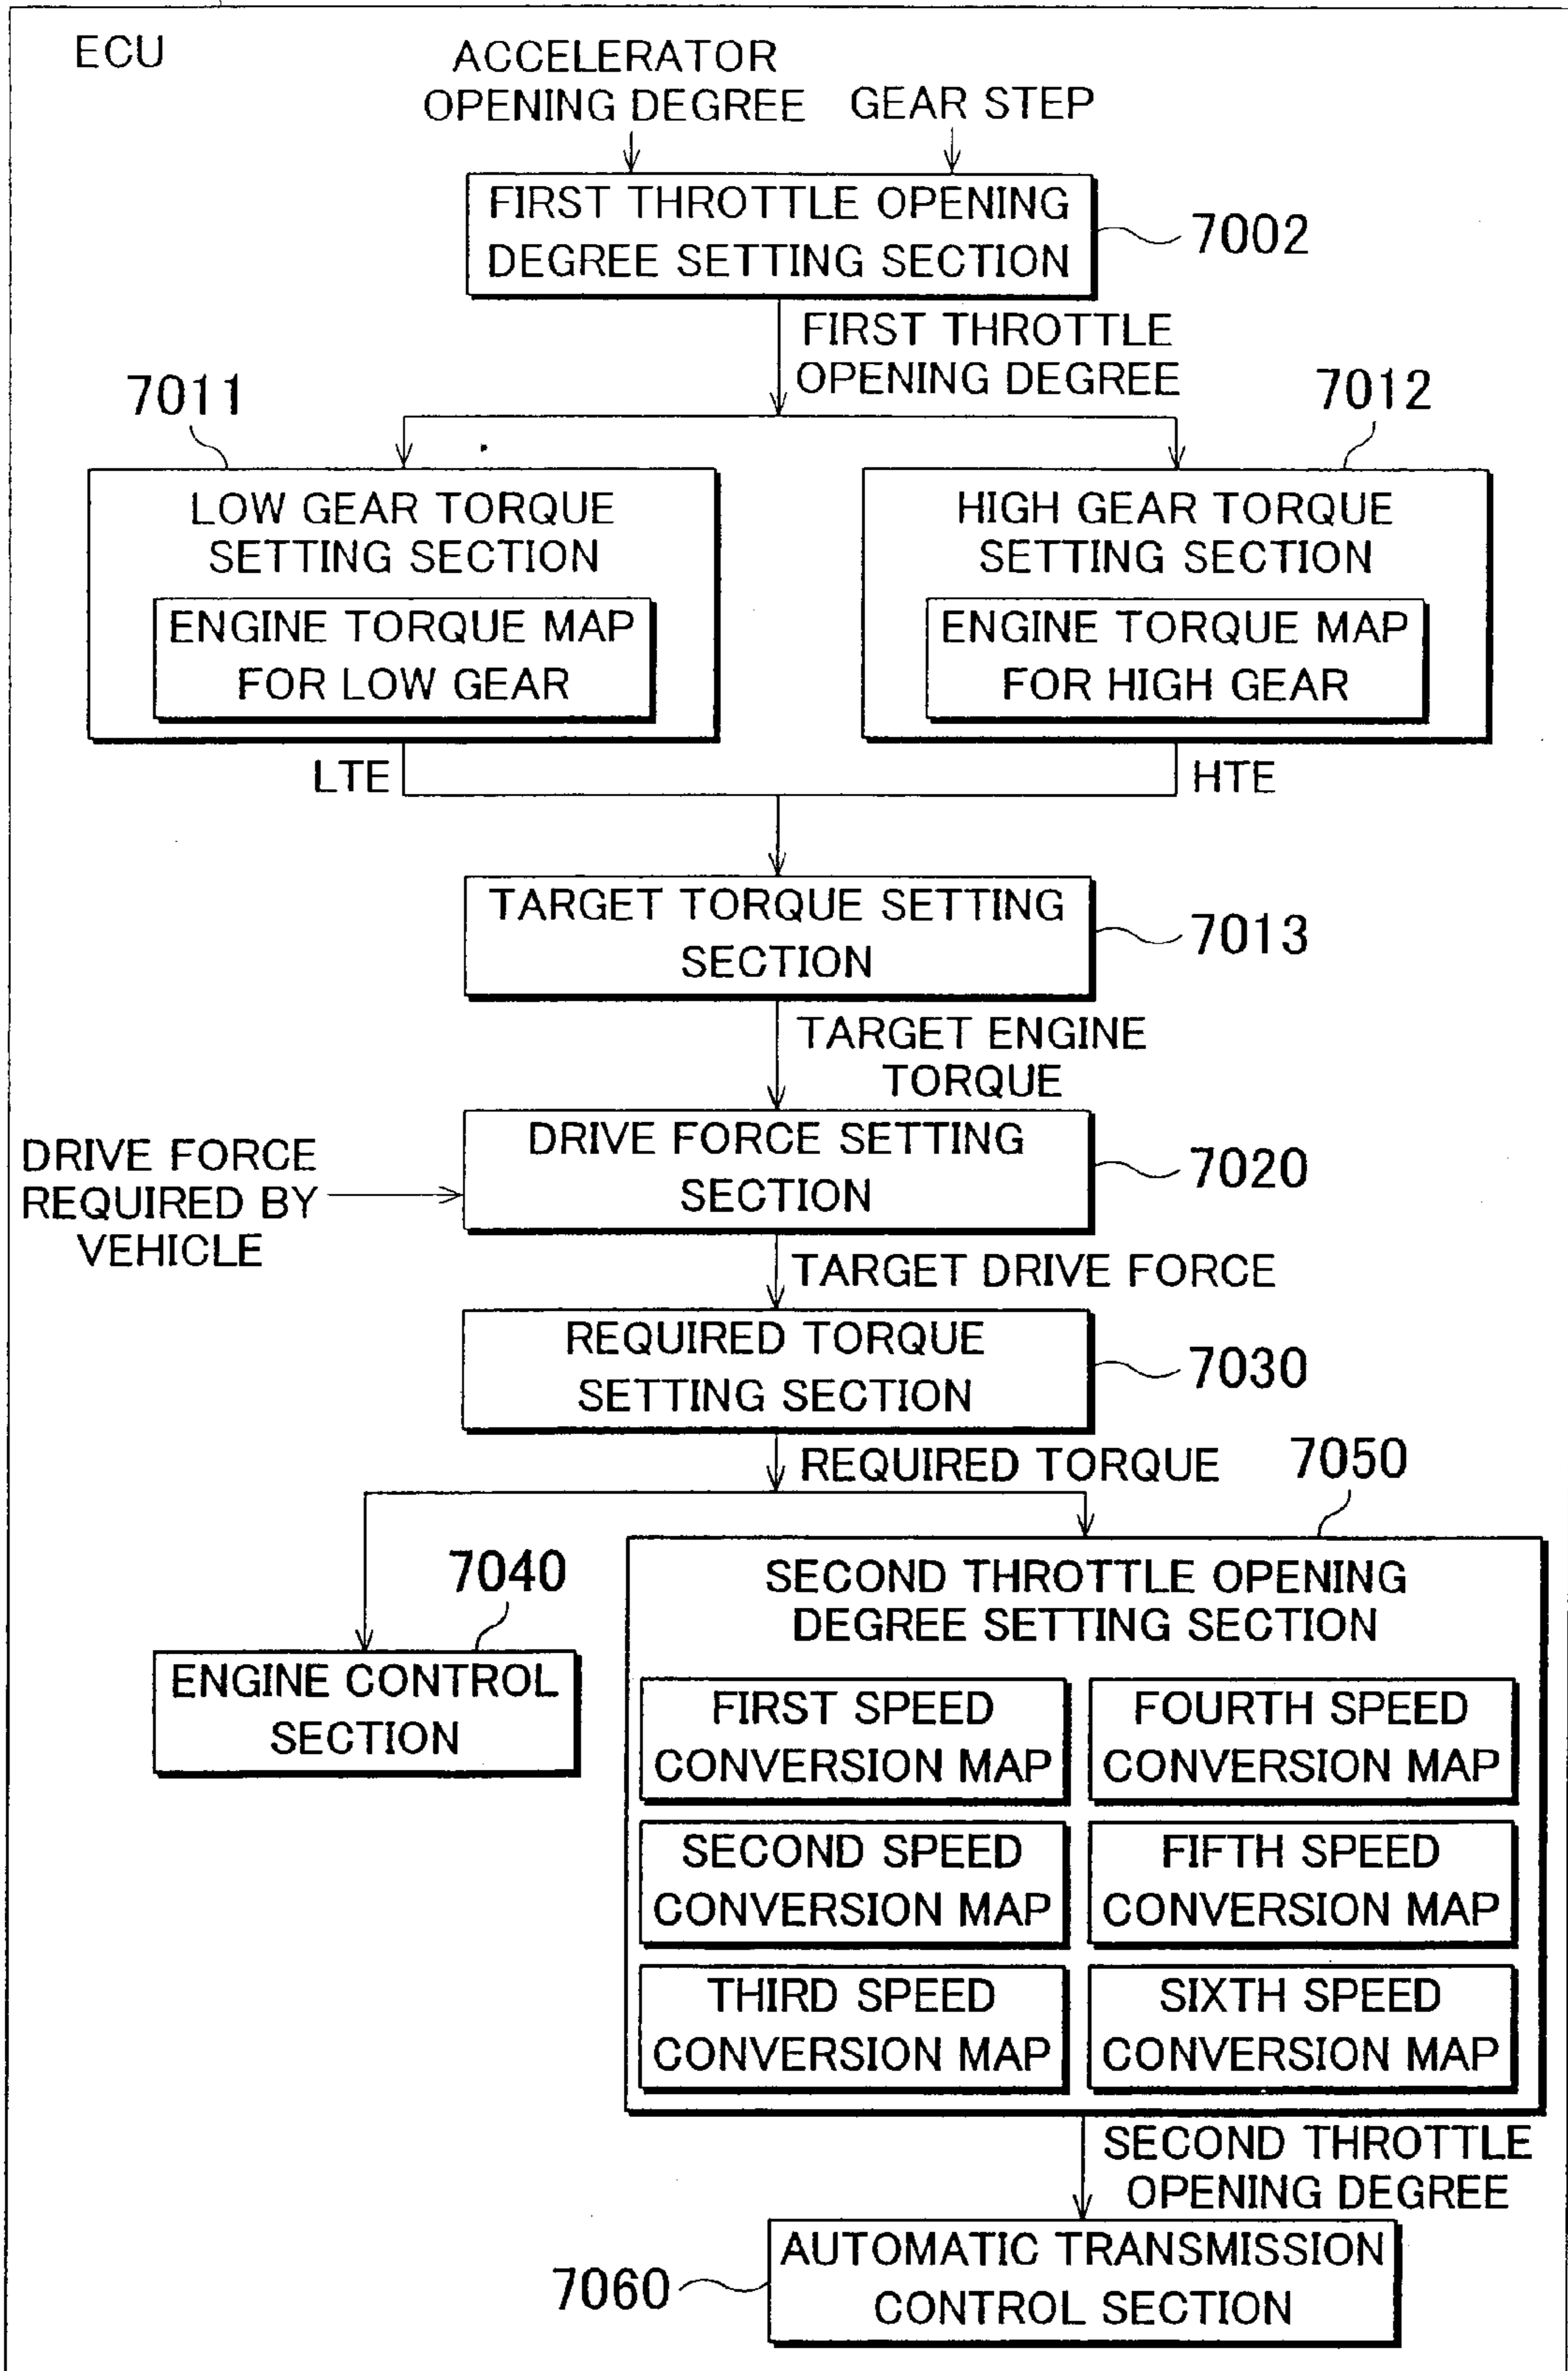 ECU
ACCELERATOR
OPENING DEGREE
GEAR STEP
FIRST THROTTLE OPENING
DEGREE SETTING SECTION
7002
FIRST THROTTLE
OPENING DEGREE
7011
7012
LOW GEAR TORQUE
SETTING SECTION
ENGINE TORQUE MAP
FOR LOW GEAR
HIGH GEAR TORQUE
SETTING SECTION
ENGINE TORQUE MAP
FOR HIGH GEAR
LTE
HTE
TARGET TORQUE SETTING
SECTION
7013
TARGET ENGINE
TORQUE
DRIVE FORCE
REQUIRED BY
VEHICLE
DRIVE FORCE SETTING
SECTION
7020
TARGET DRIVE FORCE
REQUIRED TORQUE
SETTING SECTION
7030
REQUIRED TORQUE
7050
7040
ENGINE CONTROL
SECTION
SECOND THROTTLE OPENING
DEGREE SETTING SECTION
FIRST SPEED
CONVERSION MAP
FOURTH SPEED
CONVERSION MAP
SECOND SPEED
CONVERSION MAP
FIFTH SPEED
CONVERSION MAP
THIRD SPEED
CONVERSION MAP
SIXTH SPEED
CONVERSION MAP
SECOND THROTTLE
OPENING DEGREE
AUTOMATIC TRANSMISSION
CONTROL SECTION
7060